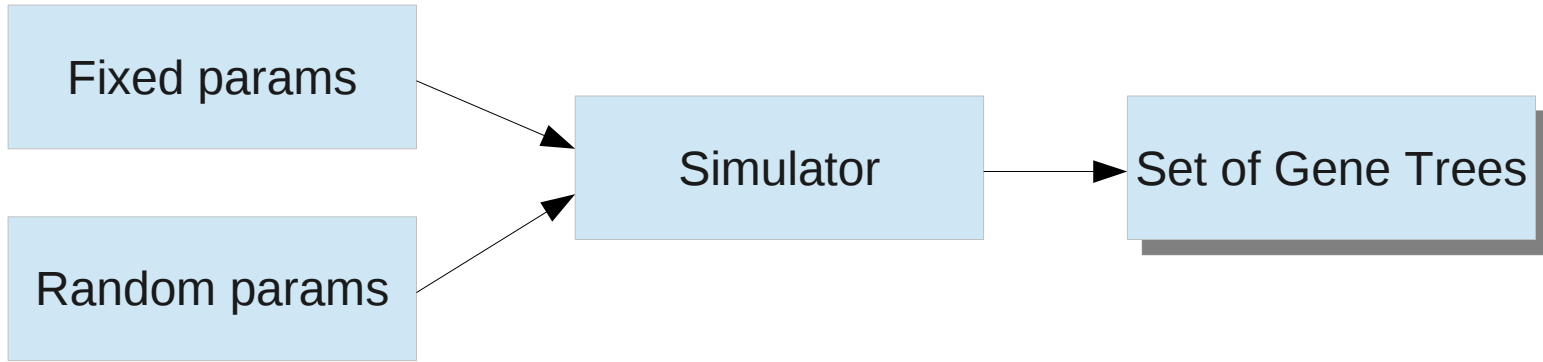 Fixed params
Random params
Simulator
Set of Gene Trees